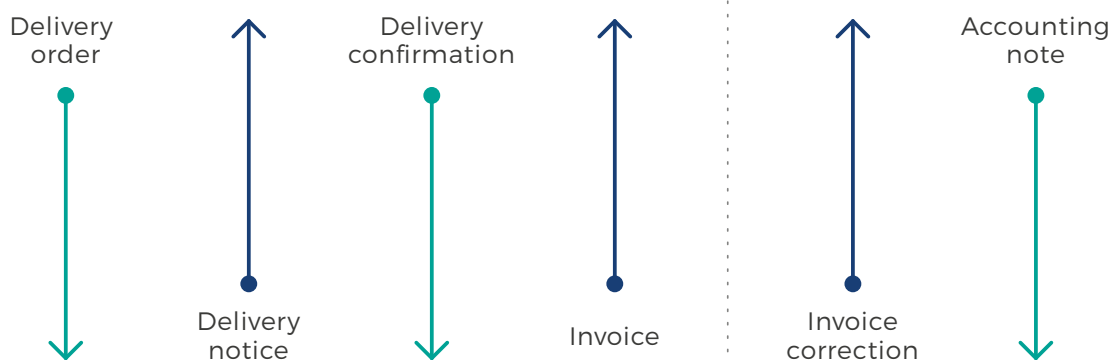 Delivery
order
Delivery
notice
Delivery
confirmation
Invoice
Invoice
correction
Accounting
note